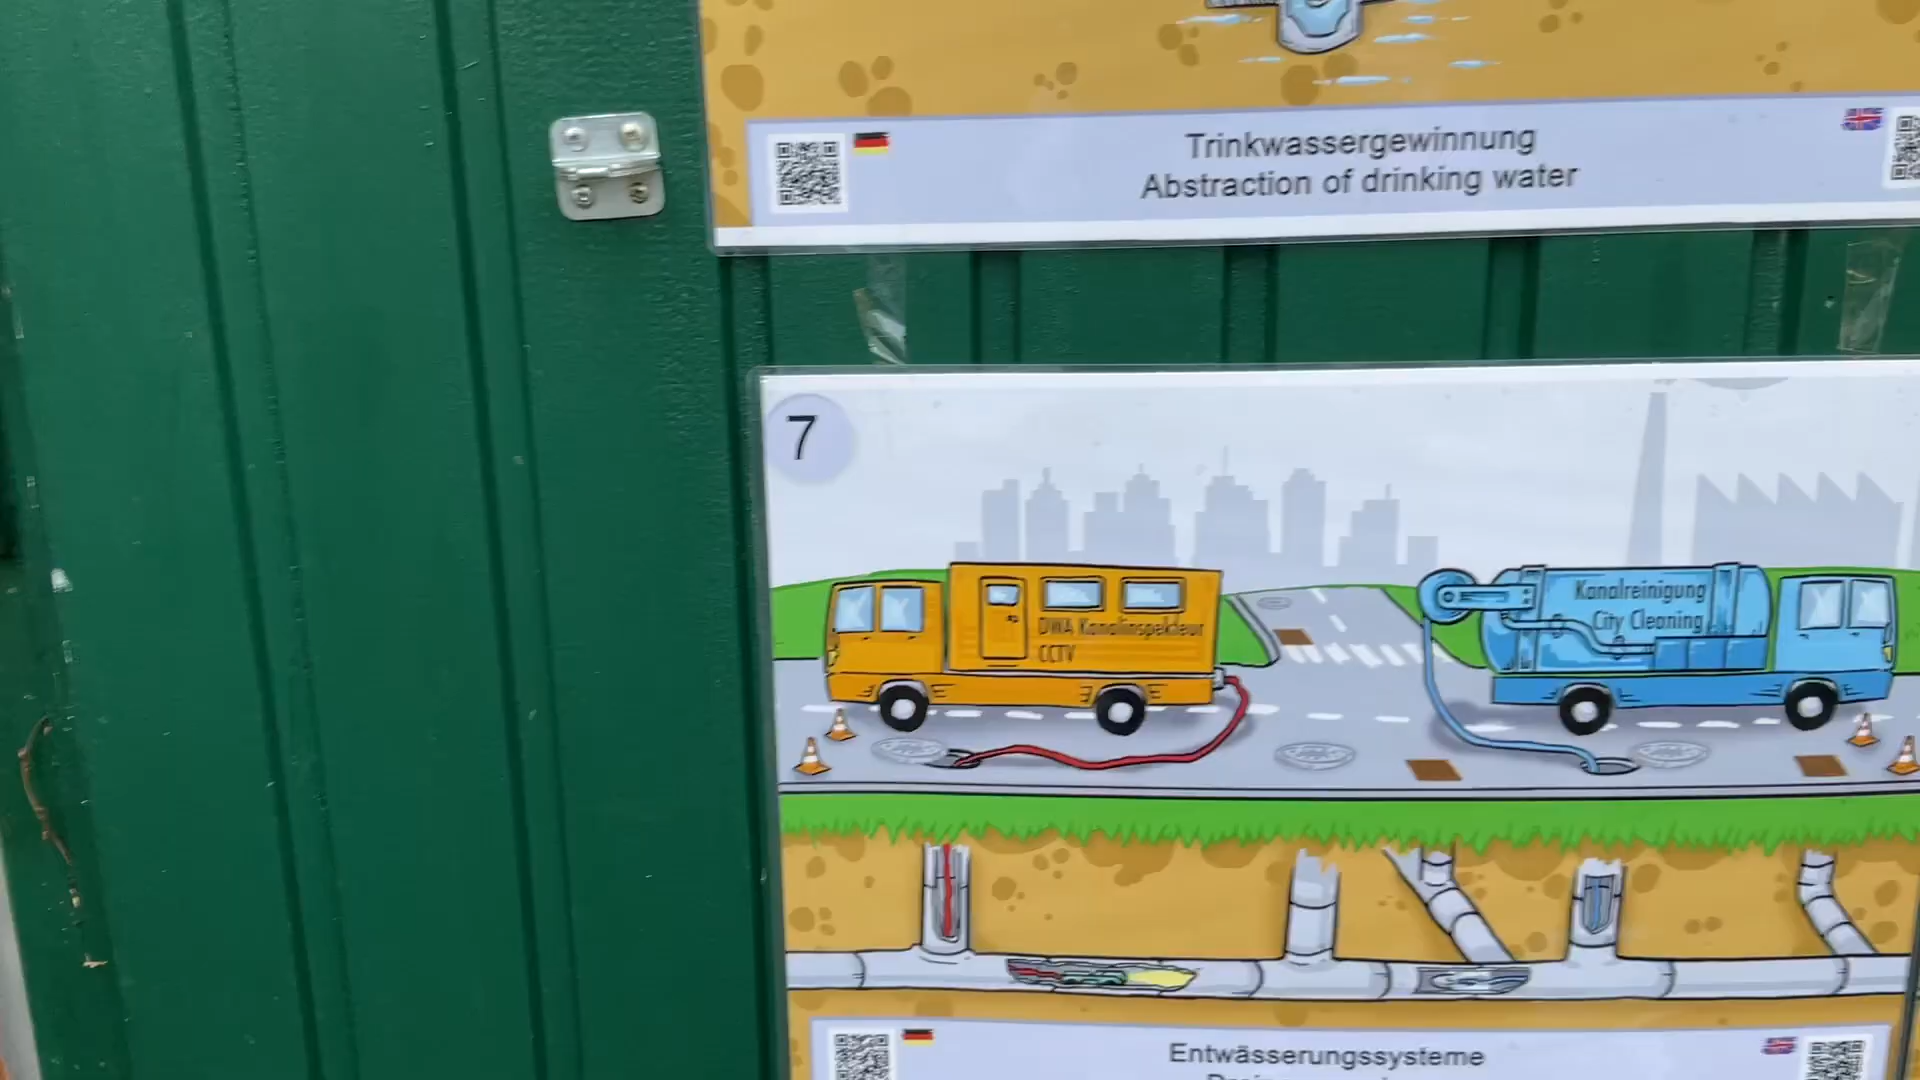 Trinkwassergewinnung
Abstraction of drinking water
7
DWA Kanalinspekteur
CCTV
Kanalreinigung
City Cleaning
Entwässerungssysteme